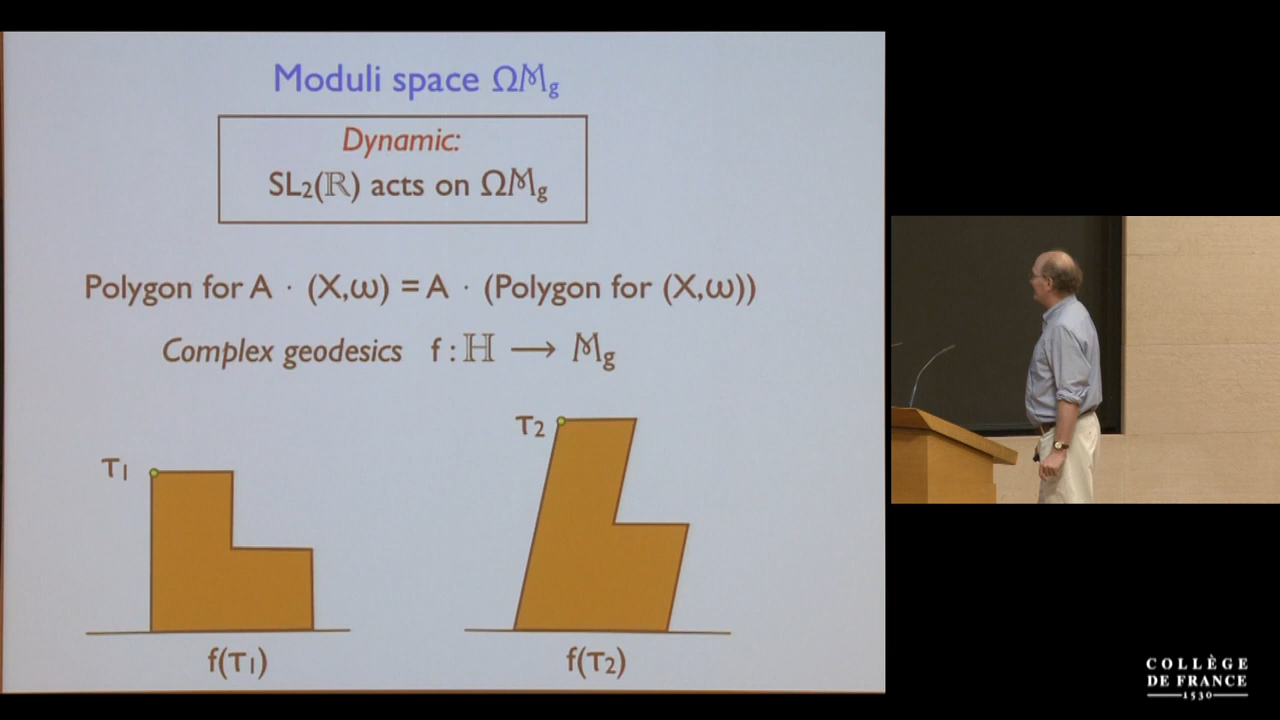 Moduli space Ωℳg
Dynamic:
SL₂(ℝ) acts on Ωℳg
Polygon for A · (X,ω) = A · (Polygon for (X,ω))
Complex geodesics f : ℍ ⟶ ℳg
τ₁
τ₂
f(τ₁)
f(τ₂)
COLLÈGE
DE FRANCE
1530